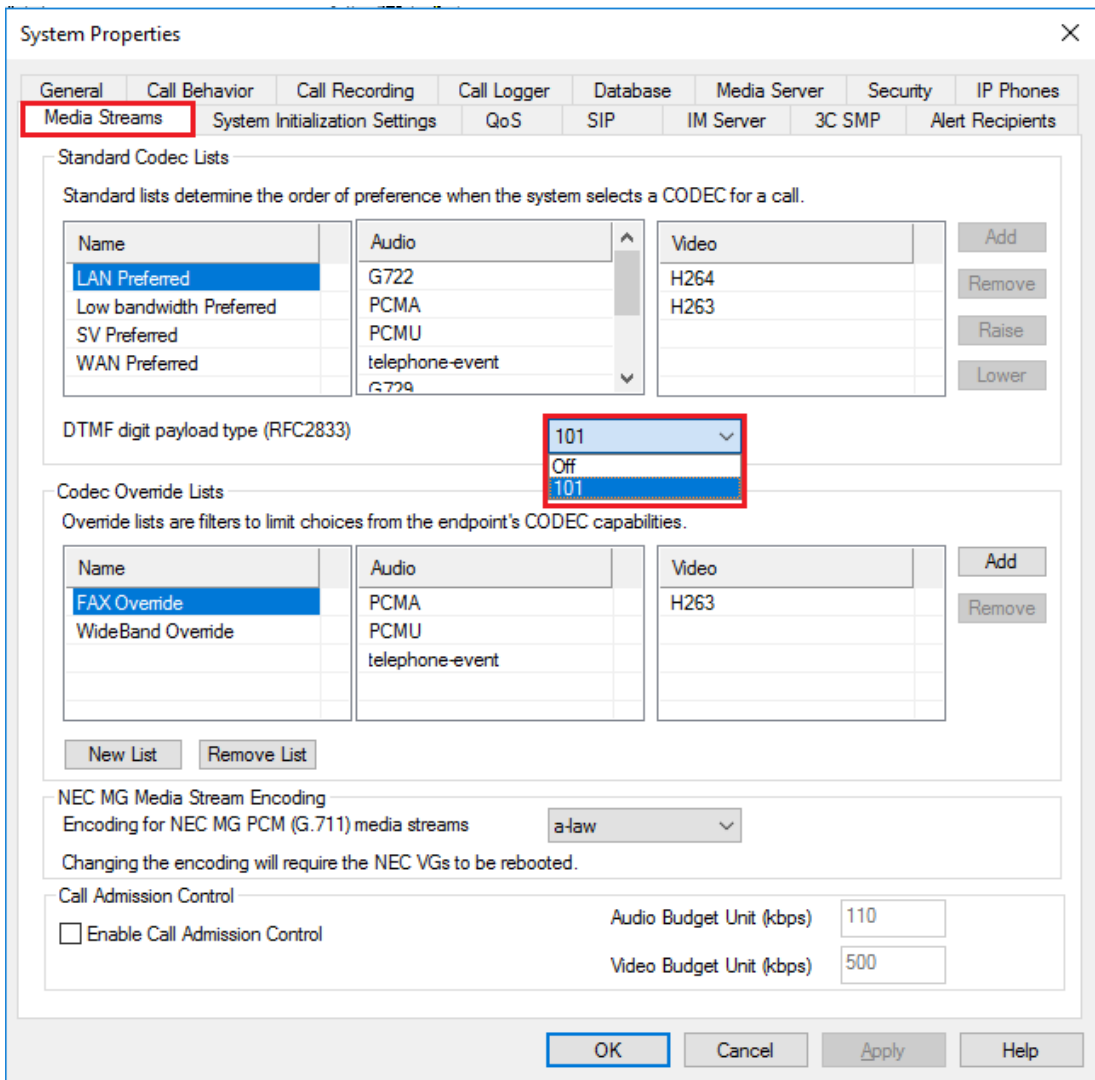 System Properties
General Call Behavior Call Recording Call Logger Database Media Server Security IP Phones
Media Streams System Initialization Settings QoS SIP IM Server 3C SMP Alert Recipients
Standard Codec Lists
Standard lists determine the order of preference when the system selects a CODEC for a call.
Name Audio Video Add
LAN Preferred G722 H264 Remove
Low bandwidth Preferred PCMA H263
SV Preferred PCMU Raise
WAN Preferred telephone-event Lower
G729
DTMF digit payload type (RFC2833) 101
Off
101
Codec Override Lists
Override lists are filters to limit choices from the endpoint's CODEC capabilities.
Name Audio Video Add
FAX Override PCMA H263 Remove
WideBand Override PCMU
telephone-event
New List Remove List
NEC MG Media Stream Encoding
Encoding for NEC MG PCM (G.711) media streams a-law
Changing the encoding will require the NEC VGs to be rebooted.
Call Admission Control
Enable Call Admission Control
Audio Budget Unit (kbps) 110
Video Budget Unit (kbps) 500
OK Cancel Apply Help